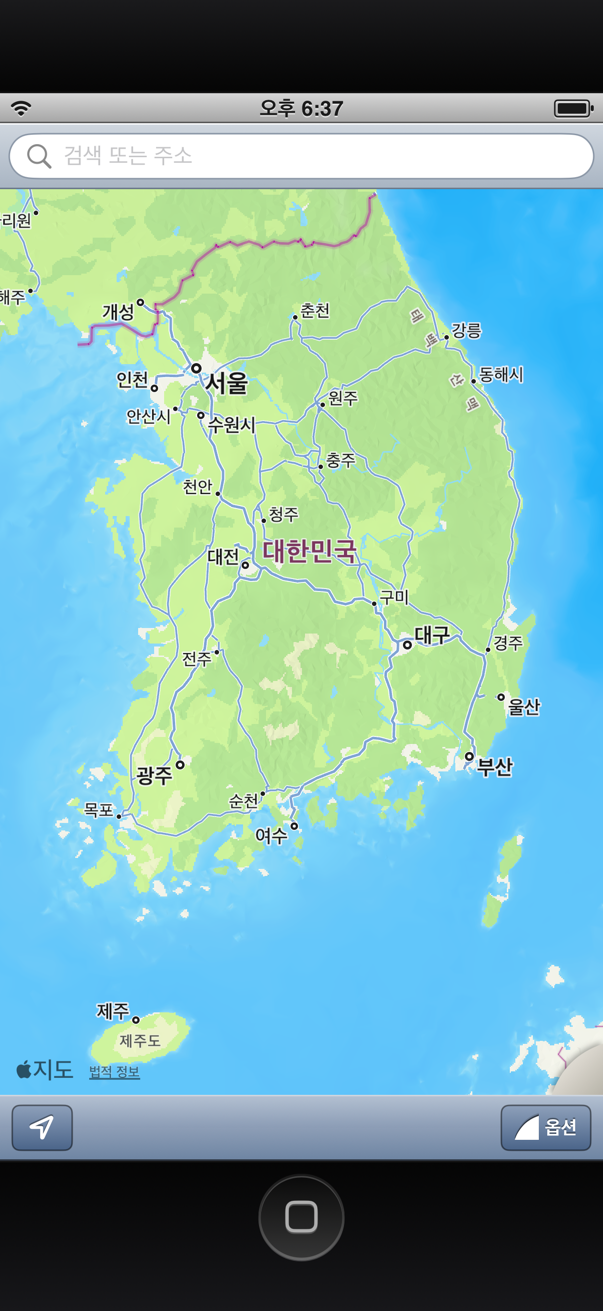 오후 6:37
검색 또는 주소
리원
해주
개성
춘천
태백산맥
강릉
인천
서울
동해시
안산시
수원시
원주
충주
천안
청주
대전
대한민국
구미
대구
전주
경주
울산
광주
부산
목포
순천
여수
제주
제주도
지도
법적 정보
옵션